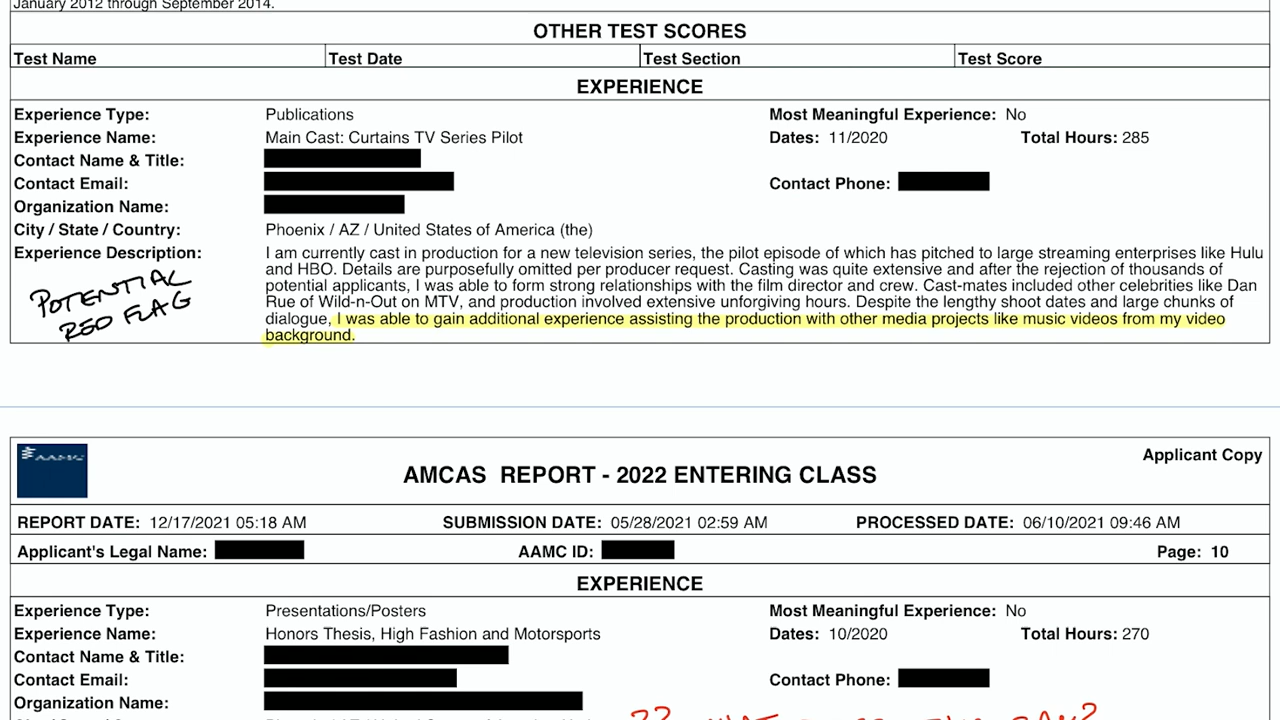 January 2012 through September 2014.
OTHER TEST SCORES
Test Name Test Date Test Section Test Score
EXPERIENCE
Experience Type: Publications Most Meaningful Experience: No
Experience Name: Main Cast: Curtains TV Series Pilot Dates: 11/2020 Total Hours: 285
Contact Name & Title:
Contact Email: Contact Phone:
Organization Name:
City / State / Country: Phoenix / AZ / United States of America (the)
Experience Description: I am currently cast in production for a new television series, the pilot episode of which has pitched to large streaming enterprises like Hulu
and HBO. Details are purposefully omitted per producer request. Casting was quite extensive and after the rejection of thousands of
potential applicants, I was able to form strong relationships with the film director and crew. Cast-mates included other celebrities like Dan
Rue of Wild-n-Out on MTV, and production involved extensive unforgiving hours. Despite the lengthy shoot dates and large chunks of
dialogue, I was able to gain additional experience assisting the production with other media projects like music videos from my video
background.
POTENTIAL
RED FLAG
AAMC
Applicant Copy
AMCAS REPORT - 2022 ENTERING CLASS
REPORT DATE: 12/17/2021 05:18 AM SUBMISSION DATE: 05/28/2021 02:59 AM PROCESSED DATE: 06/10/2021 09:46 AM
Applicant's Legal Name: AAMC ID: Page: 10
EXPERIENCE
Experience Type: Presentations/Posters Most Meaningful Experience: No
Experience Name: Honors Thesis, High Fashion and Motorsports Dates: 10/2020 Total Hours: 270
Contact Name & Title:
Contact Email: Contact Phone:
Organization Name: